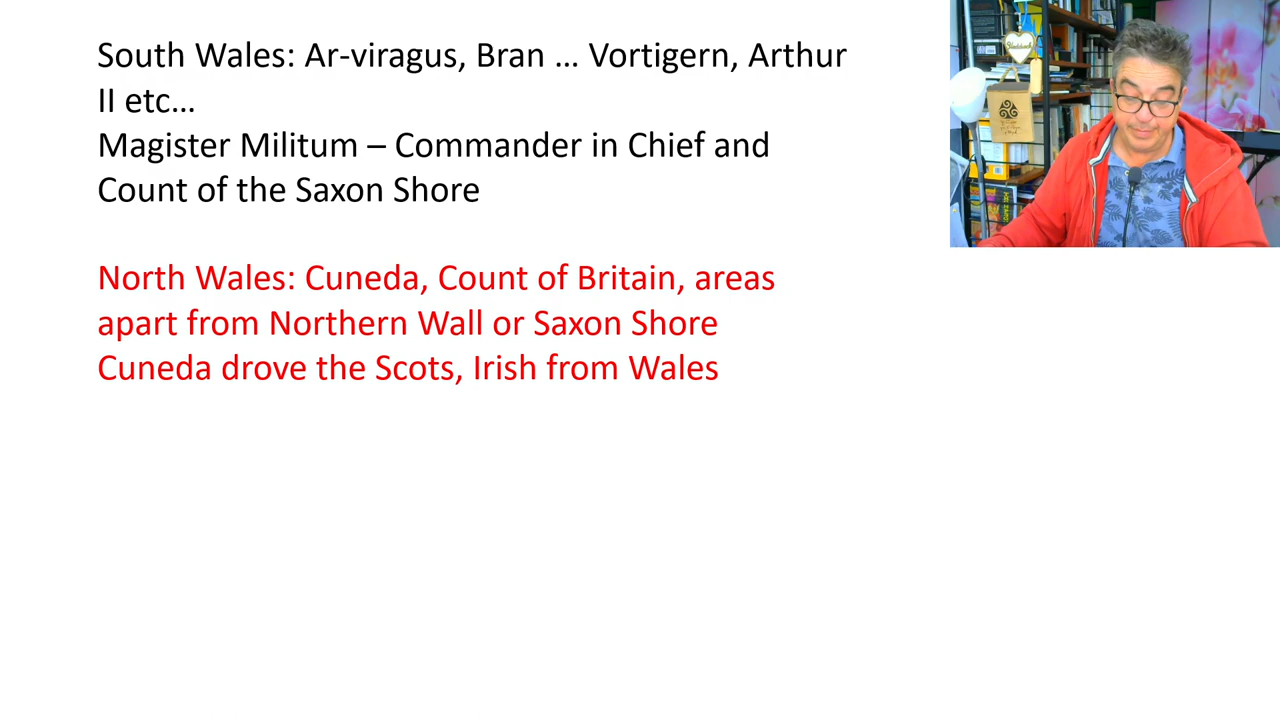 South Wales: Ar-viragus, Bran … Vortigern, Arthur
II etc…
Magister Militum – Commander in Chief and
Count of the Saxon Shore
North Wales: Cuneda, Count of Britain, areas
apart from Northern Wall or Saxon Shore
Cuneda drove the Scots, Irish from Wales